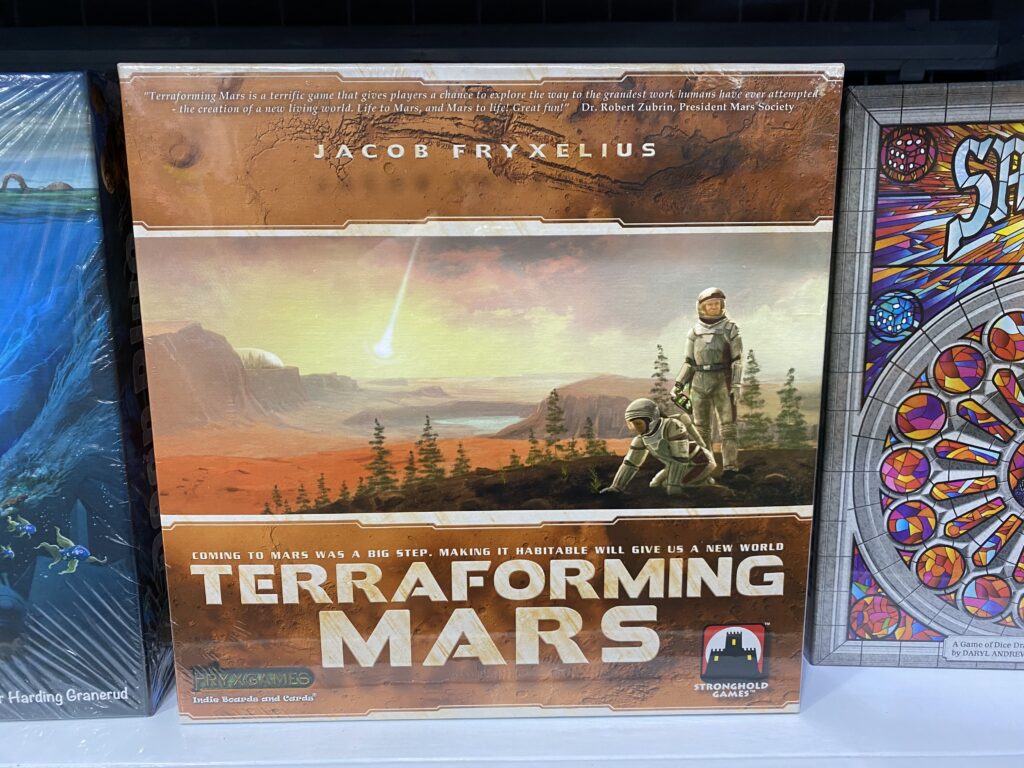 "Terraforming Mars is a terrific game that gives players a chance to explore the way to the grandest work humans have ever attempted
- the creation of a new living world. Life to Mars, and Mars to life! Great fun!" Dr. Robert Zubrin, President Mars Society
JACOB FRYXELIUS
COMING TO MARS WAS A BIG STEP. MAKING IT HABITABLE WILL GIVE US A NEW WORLD
TERRAFORMING
MARS
FRYXGAMES
Indie Boards and Cards
STRONGHOLD
GAMES™
Harding Granerud
A Game of Dice
by DARYL ANDREW